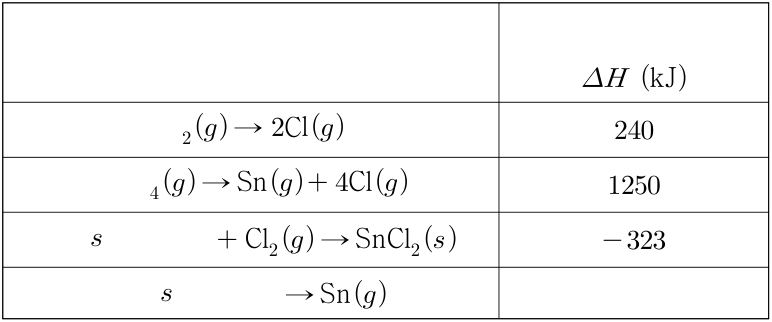 ΔH (kJ)
₂(g) → 2Cl(g) 240
₄(g) → Sn(g) + 4Cl(g) 1250
s + Cl₂(g) → SnCl₂(s) −323
s → Sn(g)